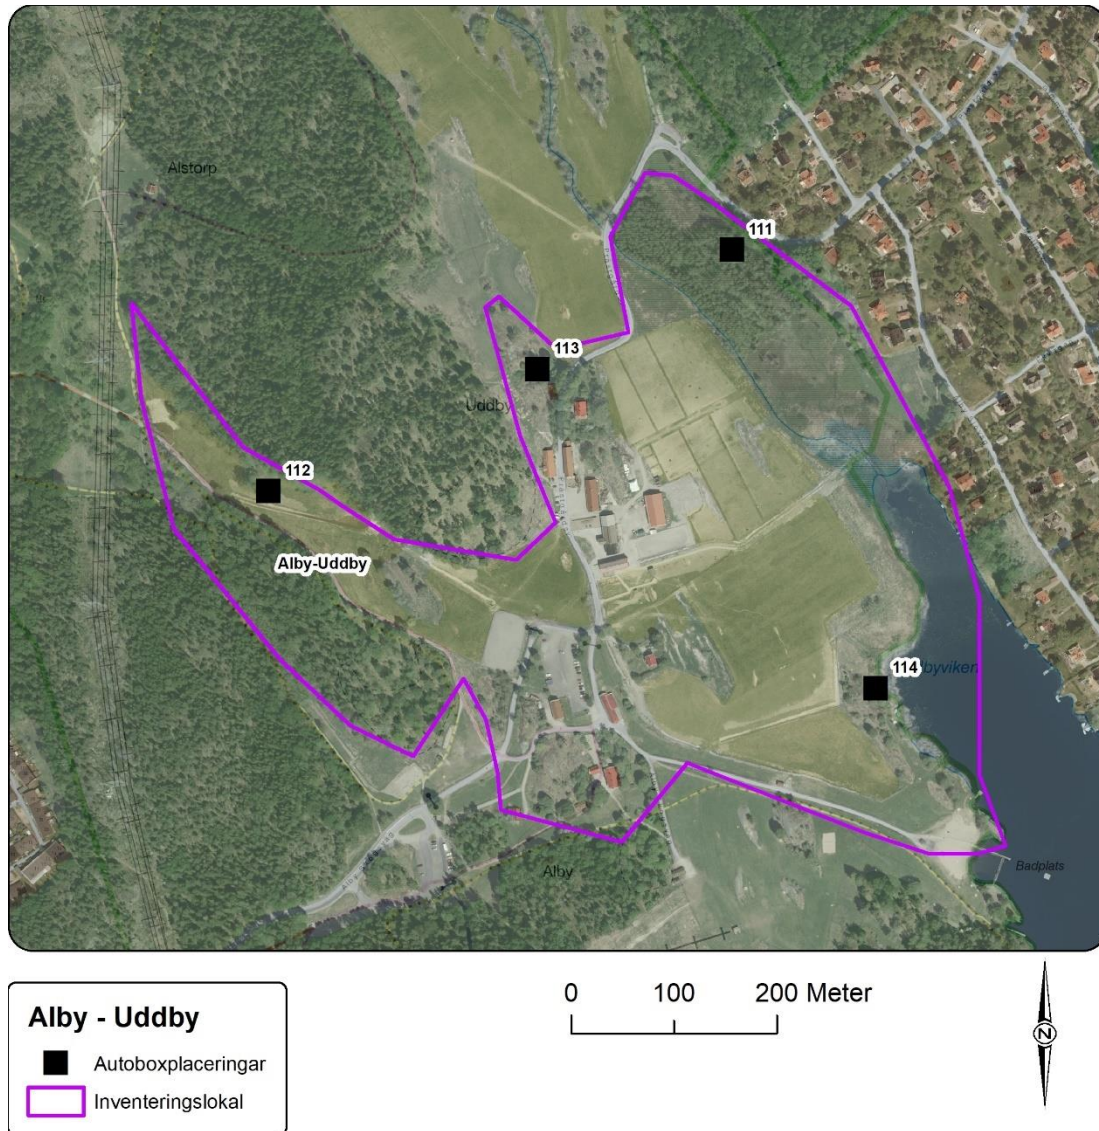 Alstorp
111
113
Uddby
112
Alby-Uddby
114
byviken
Alby
Badplats
Alby - Uddby
Autoboxplaceringar
Inventeringslokal
0 100 200 Meter
N